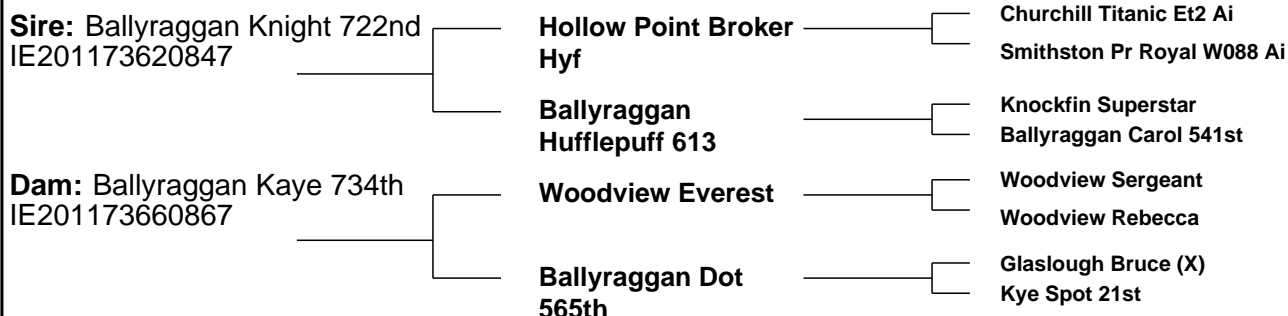 Sire: Ballyraggan Knight 722nd
IE201173620847
Hollow Point Broker
Hyf
Churchill Titanic Et2 Ai
Smithston Pr Royal W088 Ai
Ballyraggan
Hufflepuff 613
Knockfin Superstar
Ballyraggan Carol 541st
Dam: Ballyraggan Kaye 734th
IE201173660867
Woodview Everest
Woodview Sergeant
Woodview Rebecca
Ballyraggan Dot
565th
Glaslough Bruce (X)
Kye Spot 21st